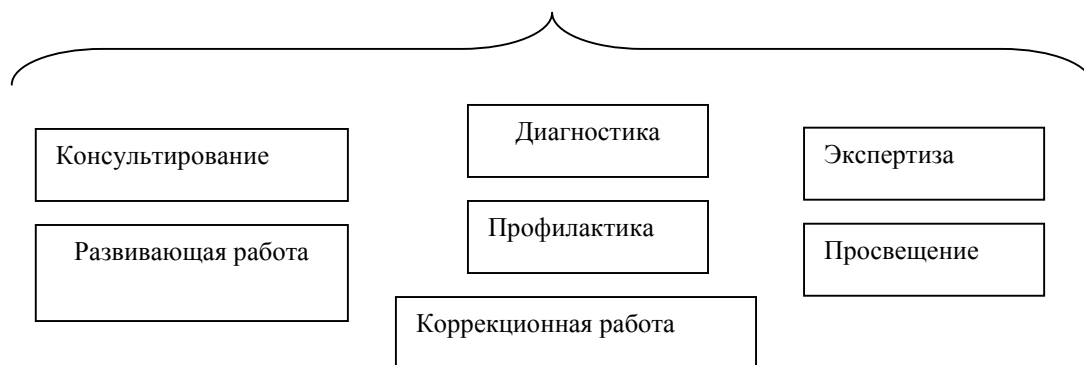 Диагностика
Консультирование
Экспертиза
Профилактика
Развивающая работа
Просвещение
Коррекционная работа